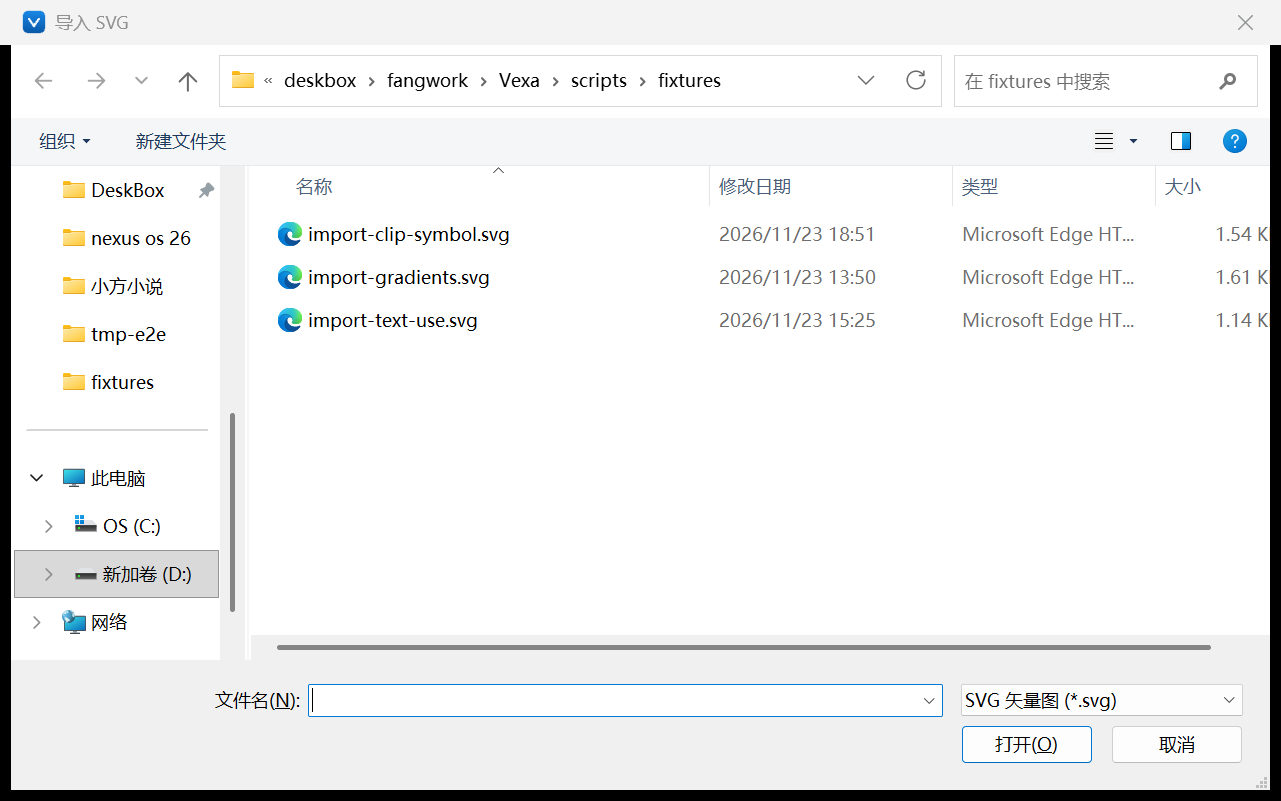 导入 SVG
« deskbox › fangwork › Vexa › scripts › fixtures
在 fixtures 中搜索
组织
新建文件夹
DeskBox
nexus os 26
小方小说
tmp-e2e
fixtures
此电脑
OS (C:)
新加卷 (D:)
网络
名称 修改日期 类型 大小
import-clip-symbol.svg 2026/11/23 18:51 Microsoft Edge HT... 1.54 K
import-gradients.svg 2026/11/23 13:50 Microsoft Edge HT... 1.61 K
import-text-use.svg 2026/11/23 15:25 Microsoft Edge HT... 1.14 K
文件名(N):
SVG 矢量图 (*.svg)
打开(O)
取消